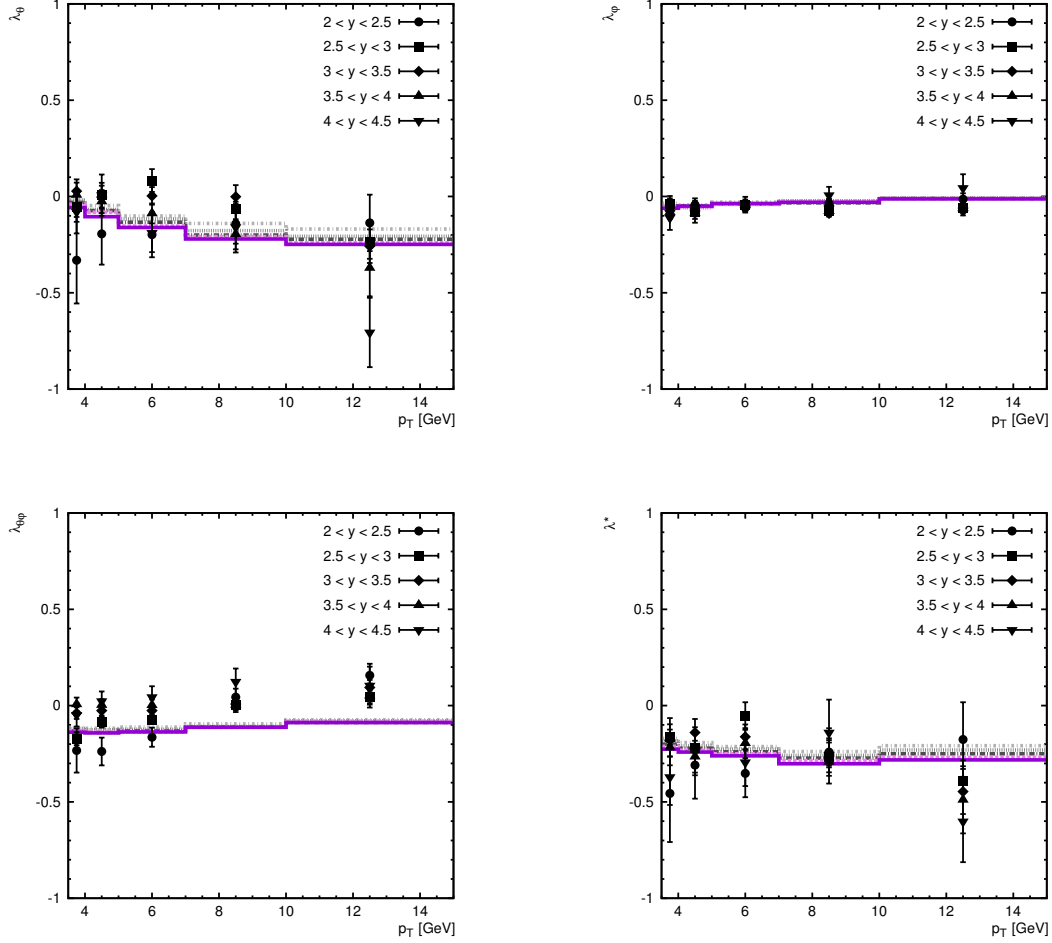 λθ
1
0.5
0
-0.5
-1
2 < y < 2.5
2.5 < y < 3
3 < y < 3.5
3.5 < y < 4
4 < y < 4.5
4 6 8 10 12 14
pT [GeV]
λφ
1
0.5
0
-0.5
-1
2 < y < 2.5
2.5 < y < 3
3 < y < 3.5
3.5 < y < 4
4 < y < 4.5
4 6 8 10 12 14
pT [GeV]
λθφ
1
0.5
0
-0.5
-1
2 < y < 2.5
2.5 < y < 3
3 < y < 3.5
3.5 < y < 4
4 < y < 4.5
4 6 8 10 12 14
pT [GeV]
λ*
1
0.5
0
-0.5
-1
2 < y < 2.5
2.5 < y < 3
3 < y < 3.5
3.5 < y < 4
4 < y < 4.5
4 6 8 10 12 14
pT [GeV]